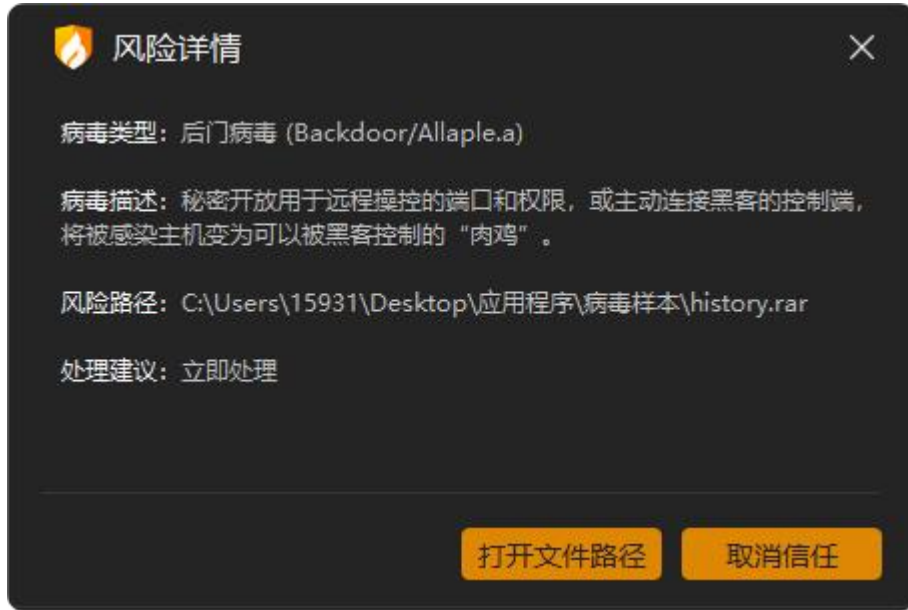 风险详情
病毒类型：后门病毒 (Backdoor/Allaple.a)
病毒描述：秘密开放用于远程操控的端口和权限，或主动连接黑客的控制端，
将被感染主机变为可以被黑客控制的“肉鸡”。
风险路径：C:\Users\15931\Desktop\应用程序\病毒样本\history.rar
处理建议：立即处理
打开文件路径
取消信任